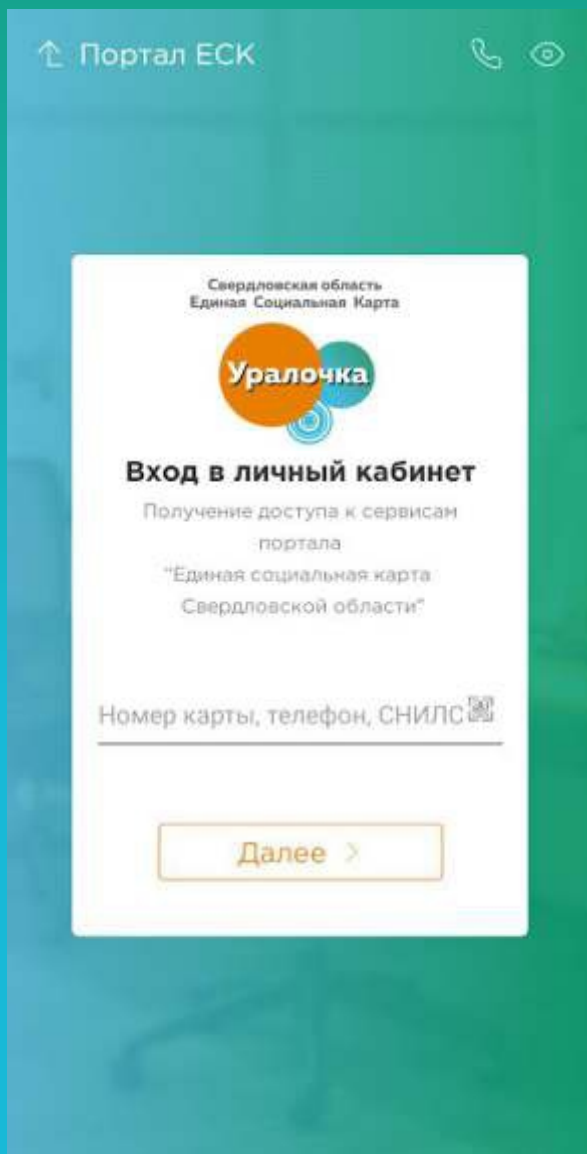 Портал ЕСК
Свердловская область
Единая Социальная Карта
Уралочка
Вход в личный кабинет
Получение доступа к сервисам
портала
"Единая социальная карта
Свердловской области"
Номер карты, телефон, СНИЛС
Далее